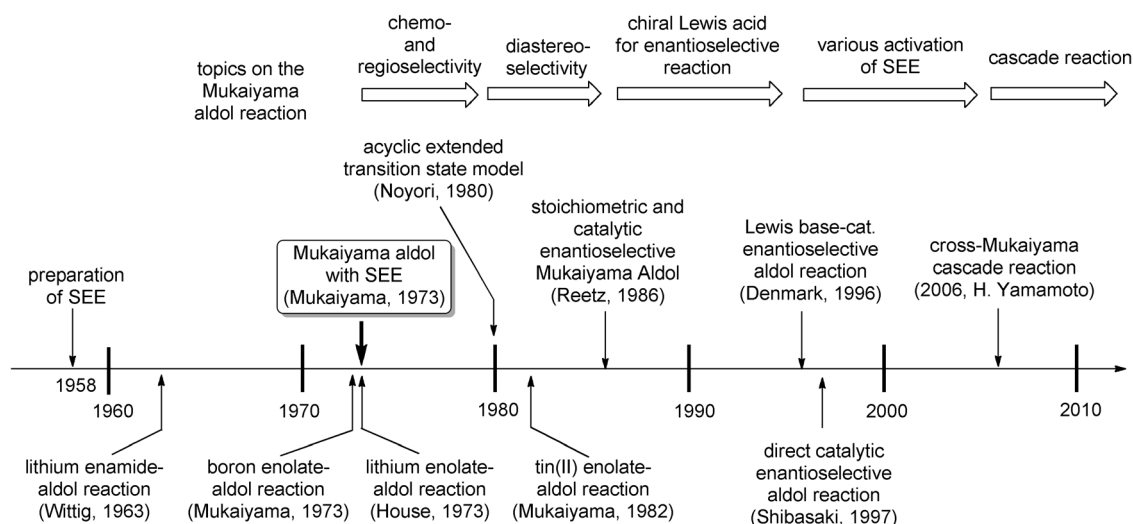 topics on the
Mukaiyama
aldol reaction
chemo-
and
regioselectivity
diastereo-
selectivity
chiral Lewis acid
for enantioselective
reaction
various activation
of SEE
cascade reaction
preparation
of SEE
Mukaiyama aldol
with SEE
(Mukaiyama, 1973)
acyclic extended
transition state model
(Noyori, 1980)
stoichiometric and
catalytic
enantioselective
Mukaiyama Aldol
(Reetz, 1986)
Lewis base-cat.
enantioselective
aldol reaction
(Denmark, 1996)
cross-Mukaiyama
cascade reaction
(2006, H. Yamamoto)
1958
1960
1970
1980
1990
2000
2010
lithium enamide-
aldol reaction
(Wittig, 1963)
boron enolate-
aldol reaction
(Mukaiyama, 1973)
lithium enolate-
aldol reaction
(House, 1973)
tin(II) enolate-
aldol reaction
(Mukaiyama, 1982)
direct catalytic
enantioselective
aldol reaction
(Shibasaki, 1997)